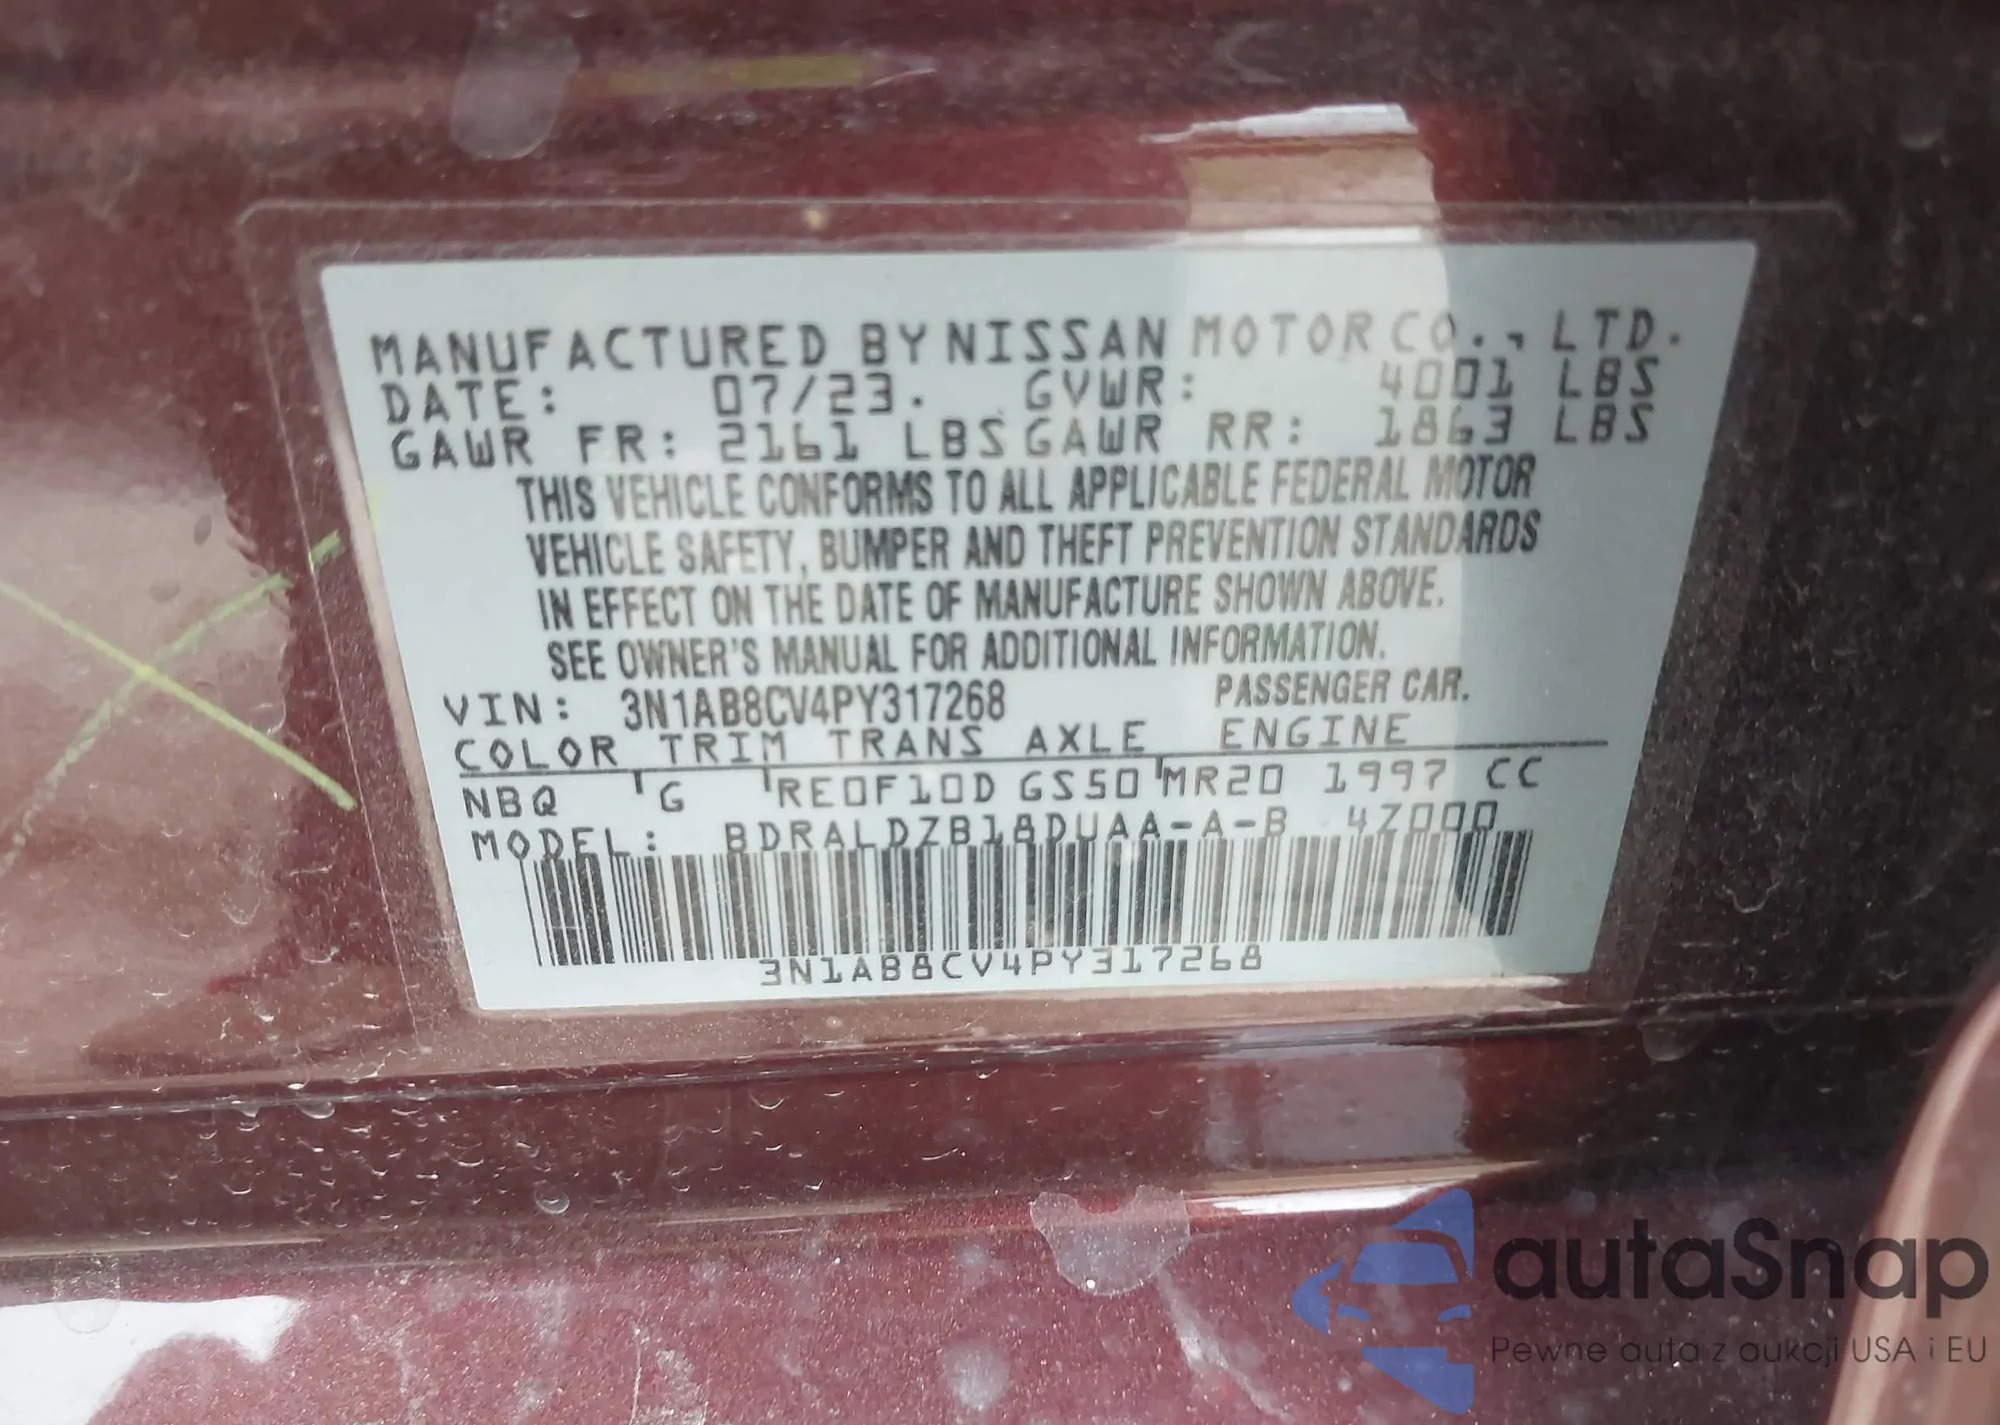 MANUFACTURED BY NISSAN MOTOR CO., LTD.
DATE: 07/23. GVWR: 4001 LBS
GAWR FR: 2161 LBS GAWR RR: 1863 LBS
THIS VEHICLE CONFORMS TO ALL APPLICABLE FEDERAL MOTOR
VEHICLE SAFETY, BUMPER AND THEFT PREVENTION STANDARDS
IN EFFECT ON THE DATE OF MANUFACTURE SHOWN ABOVE.
SEE OWNER'S MANUAL FOR ADDITIONAL INFORMATION.
VIN: 3N1AB8CV4PY317268 PASSENGER CAR.
COLOR TRIM TRANS AXLE ENGINE
NBQ G RE0F10D GS50 MR20 1997 CC
MODEL: BDRALDZB18DUAA-A-B 4Z000
3N1AB8CV4PY317268
autaSnap
Pewne auta z aukcji USA i EU